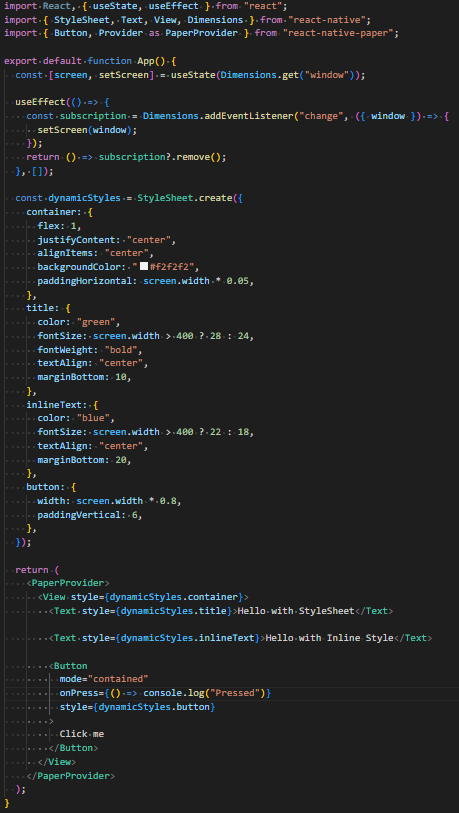 import React, { useState, useEffect } from "react";
import { StyleSheet, Text, View, Dimensions } from "react-native";
import { Button, Provider as PaperProvider } from "react-native-paper";

export default function App() {
  const [screen, setScreen] = useState(Dimensions.get("window"));

  useEffect(() => {
    const subscription = Dimensions.addEventListener("change", ({ window }) => {
      setScreen(window);
    });
    return () => subscription?.remove();
  }, []);

  const dynamicStyles = StyleSheet.create({
    container: {
      flex: 1,
      justifyContent: "center",
      alignItems: "center",
      backgroundColor: "#f2f2f2",
      paddingHorizontal: screen.width * 0.05,
    },
    title: {
      color: "green",
      fontSize: screen.width > 400 ? 28 : 24,
      fontWeight: "bold",
      textAlign: "center",
      marginBottom: 10,
    },
    inlineText: {
      color: "blue",
      fontSize: screen.width > 400 ? 22 : 18,
      textAlign: "center",
      marginBottom: 20,
    },
    button: {
      width: screen.width * 0.8,
      paddingVertical: 6,
    },
  });

  return (
    <PaperProvider>
      <View style={dynamicStyles.container}>
        <Text style={dynamicStyles.title}>Hello with StyleSheet</Text>

        <Text style={dynamicStyles.inlineText}>Hello with Inline Style</Text>

        <Button
          mode="contained"
          onPress={() => console.log("Pressed")}
          style={dynamicStyles.button}
        >
          Click me
        </Button>
      </View>
    </PaperProvider>
  );
}